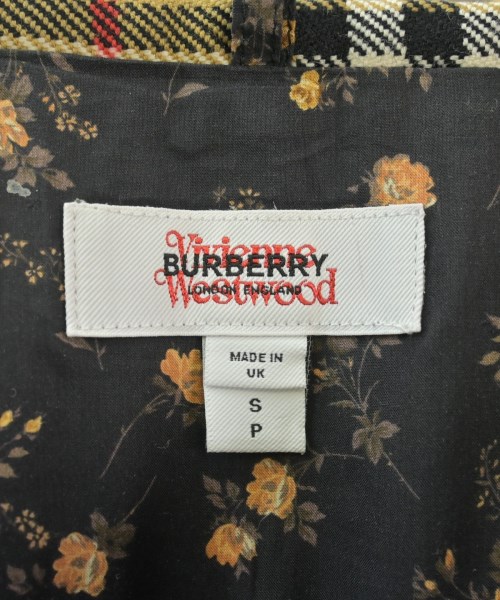 Vivienne
BURBERRY
LONDON ENGLAND
Westwood
MADE IN
UK
S
P